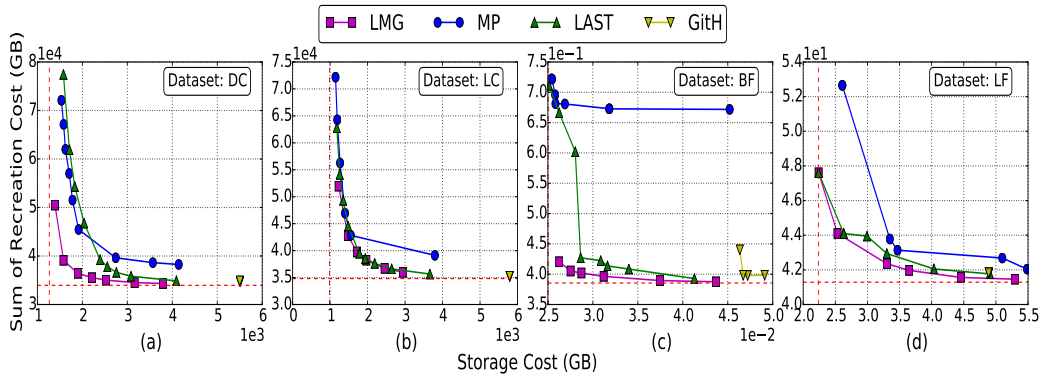 LMG MP LAST GitH
Sum of Recreation Cost (GB)
1e4
8
7
6
5
4
3
Dataset: DC
1 2 3 4 5 6
1e3
(a)
1e4
7.5
7.0
6.5
6.0
5.5
5.0
4.5
4.0
3.5
3.0
Dataset: LC
0 1 2 3 4 5 6
1e3
(b)
1e-1
7.5
7.0
6.5
6.0
5.5
5.0
4.5
4.0
3.5
Dataset: BF
2.5 3.0 3.5 4.0 4.5 5.0
1e-2
(c)
1e1
5.4
5.2
5.0
4.8
4.6
4.4
4.2
4.0
Dataset: LF
2.0 2.5 3.0 3.5 4.0 4.5 5.0 5.5
(d)
Storage Cost (GB)